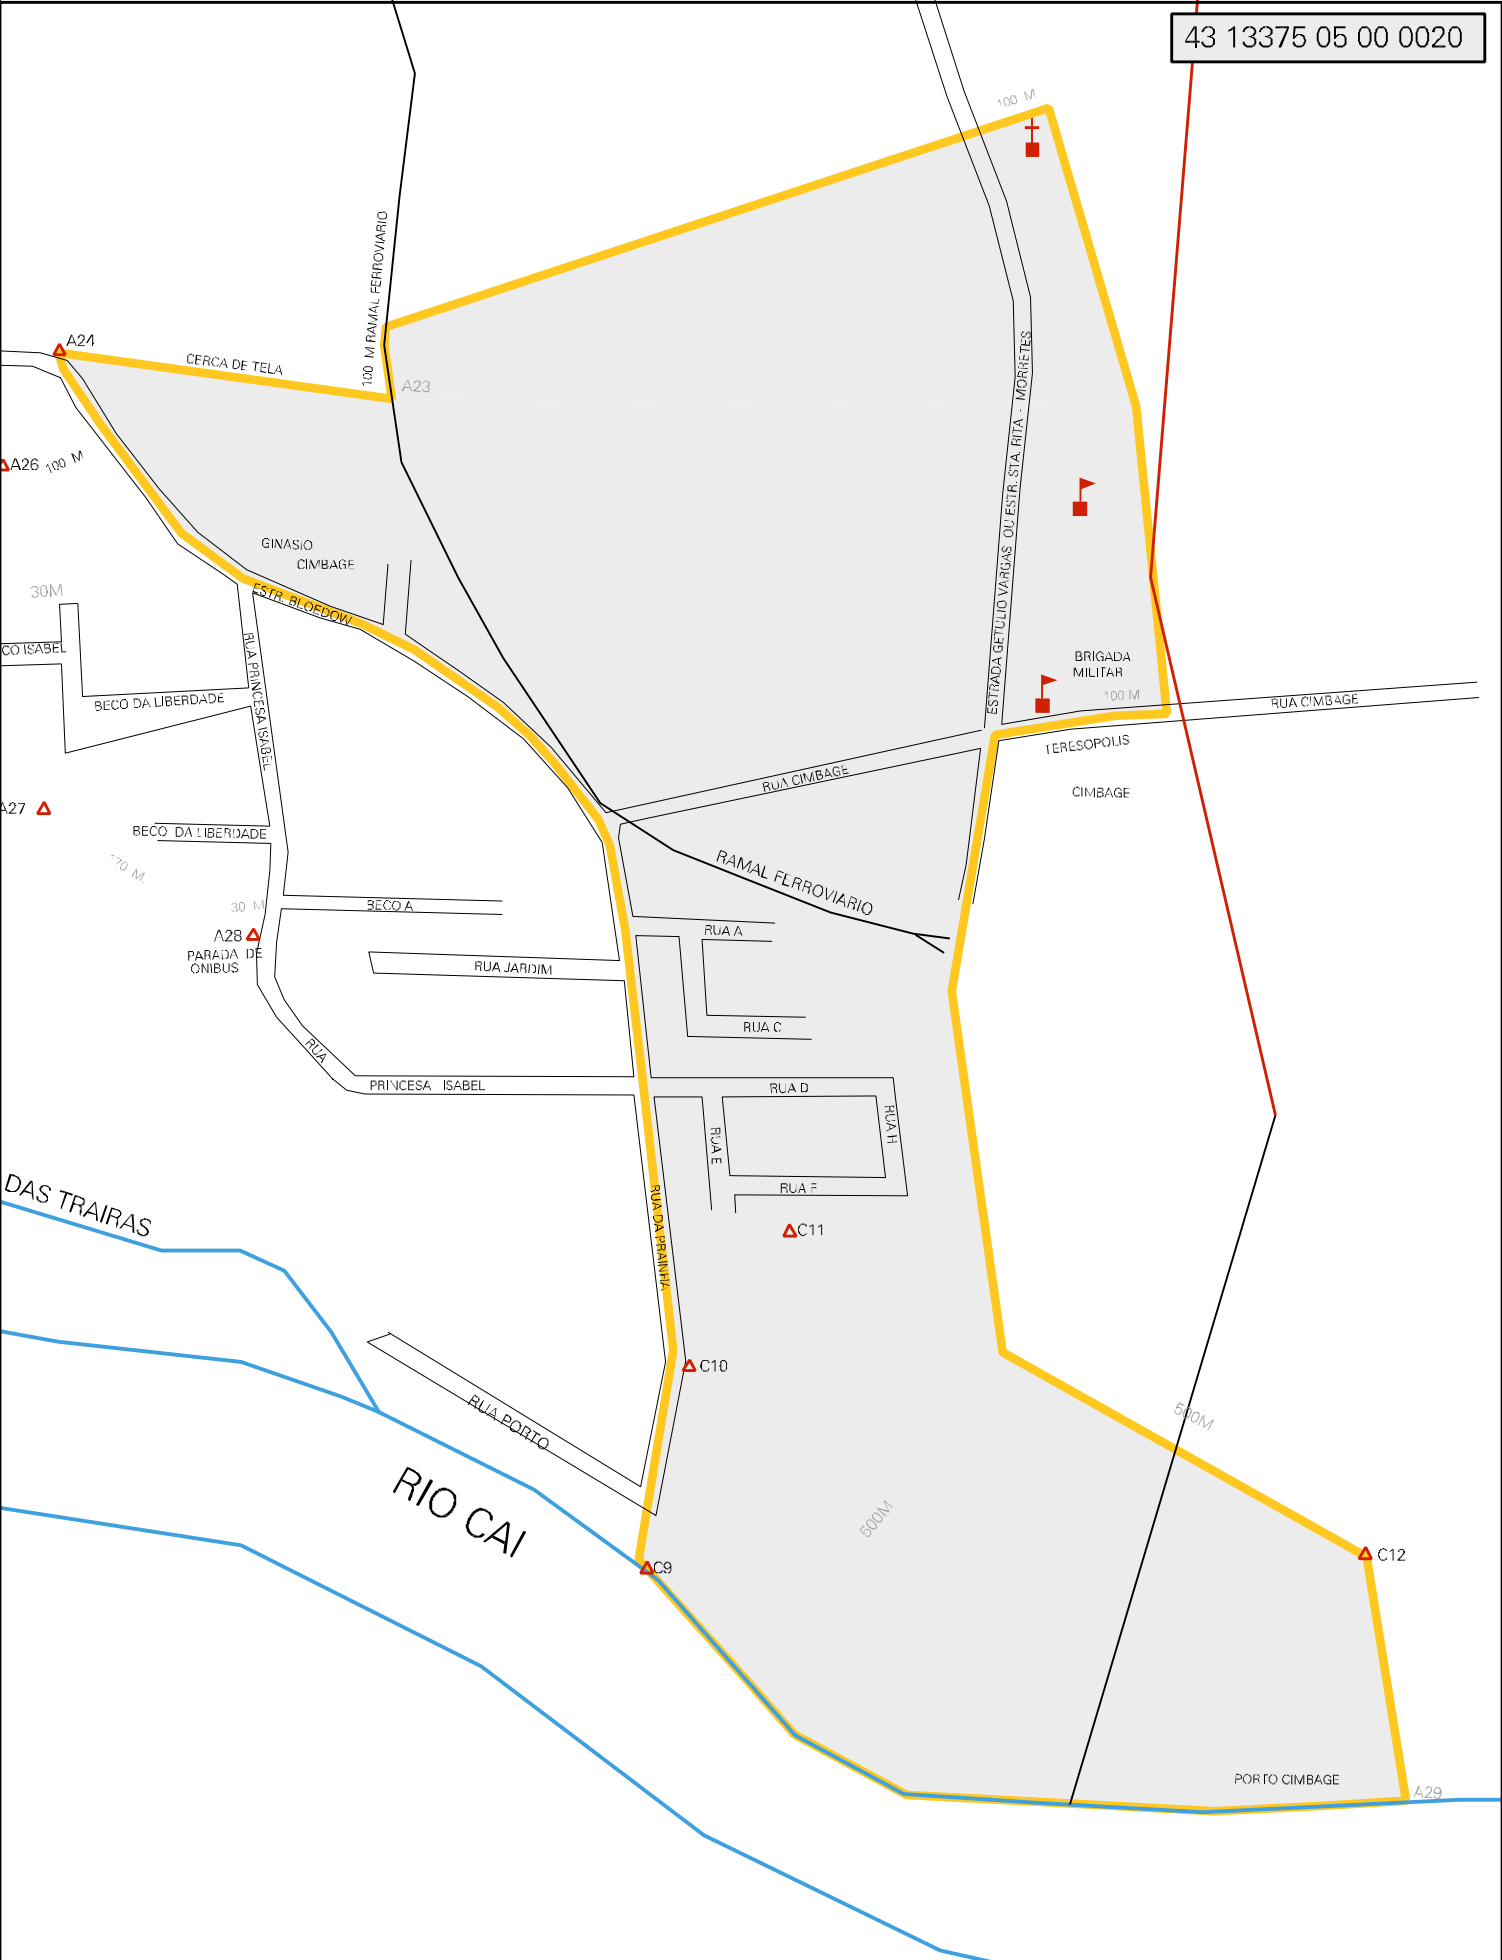 43 13375 05 00 0020
100 M
100 M RAMAL FERROVIARIO
A24
CERCA DE TELA
A23
ESTRADA GETULIO VARGAS OU ESTR. STA. RITA - MORRETES
A26
100 M
GINASIO
CIMBAGE
30M
ESTR. BLOEDOW
CO ISABEL
RUA PRINCESA ISABEL
BECO DA LIBERDADE
BRIGADA
MILITAR
100 M
RUA CIMBAGE
TERESOPOLIS
RUA CIMBAGE
CIMBAGE
A27
BECO DA LIBERDADE
170 M.
RAMAL FERROVIARIO
30 M
BECO A
A28
PARADA DE
ONIBUS
RUA A
RUA JARDIM
RUA C
RUA
PRINCESA ISABEL
RUA D
RUA H
RUA E
RUA F
DAS TRAIRAS
RUA DA PRAINHA
C11
C10
RUA PORTO
500M
RIO CAI
500M
C12
C9
PORTO CIMBAGE
A29